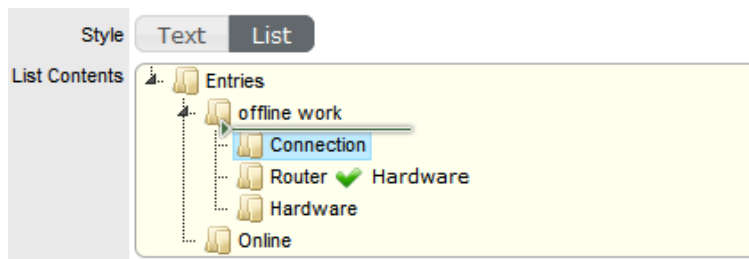 Style Text List
List Contents Entries
offline work
Connection
Router Hardware
Hardware
Online